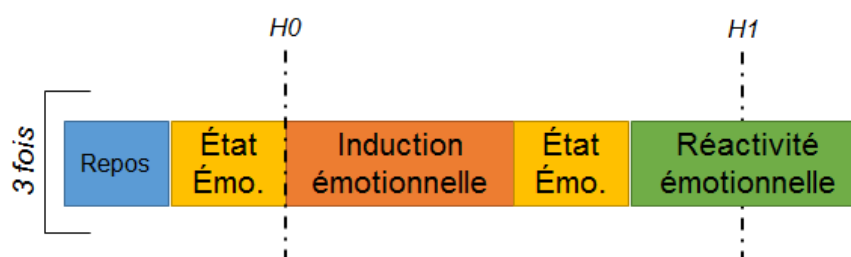 H0
H1
3 fois
Repos
État
Émo.
Induction
émotionnelle
État
Émo.
Réactivité
émotionnelle